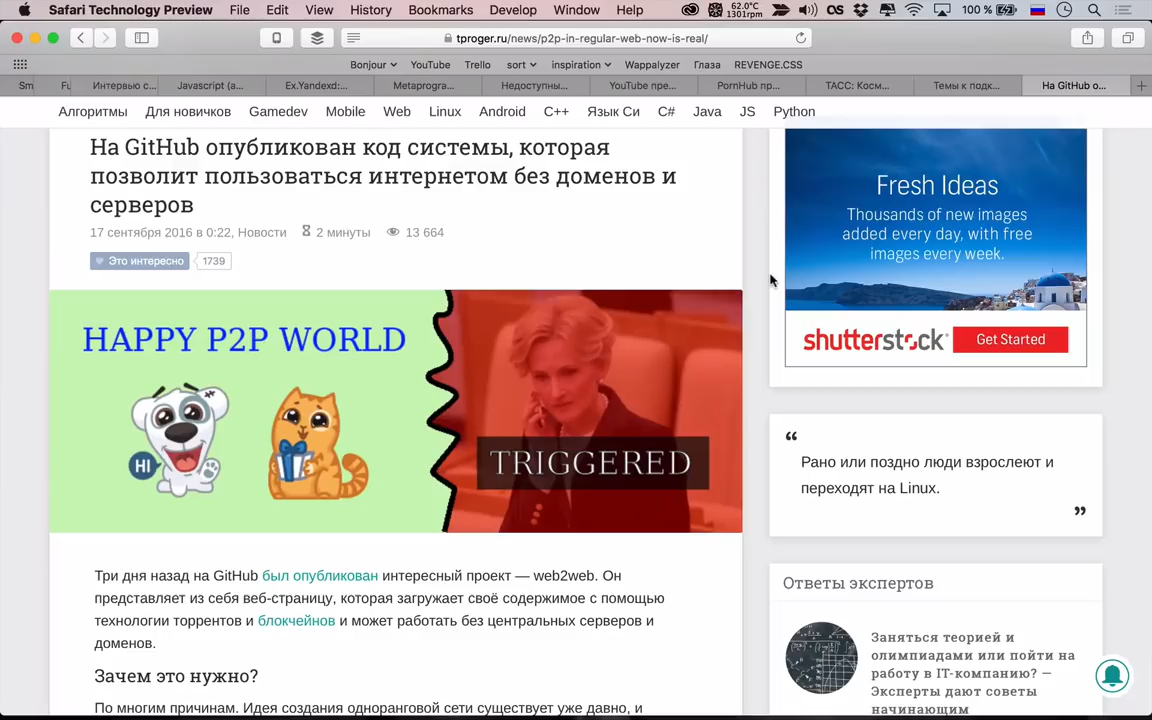 Safari Technology Preview File Edit View History Bookmarks Develop Window Help 62.0°C 1301rpm 100 %
tproger.ru/news/p2p-in-regular-web-now-is-real/
Bonjour YouTube Trello sort inspiration Wappalyzer Глаза REVENGE.CSS
Sm Fu Интервью с... Javascript (a... Ex.Yandexd:... Metaprogra... Недоступны... YouTube пре... PornHub пр... ТАСС: Косм... Темы к подк... На GitHub о...
Алгоритмы Для новичков Gamedev Mobile Web Linux Android C++ Язык Си C# Java JS Python
На GitHub опубликован код системы, которая
позволит пользоваться интернетом без доменов и
серверов
17 сентября 2016 в 0:22, Новости 2 минуты 13 664
Это интересно 1739
HAPPY P2P WORLD
HI
TRIGGERED
Три дня назад на GitHub был опубликован интересный проект — web2web. Он
представляет из себя веб-страницу, которая загружает своё содержимое с помощью
технологии торрентов и блокчейнов и может работать без центральных серверов и
доменов.
Зачем это нужно?
По многим причинам. Идея создания одноранговой сети существует уже давно, и
Fresh Ideas
Thousands of new images
added every day, with free
images every week.
shutterstock Get Started
“
Рано или поздно люди взрослеют и
переходят на Linux.
”
Ответы экспертов
Заняться теорией и
олимпиадами или пойти на
работу в IT-компанию? —
Эксперты дают советы
начинающим